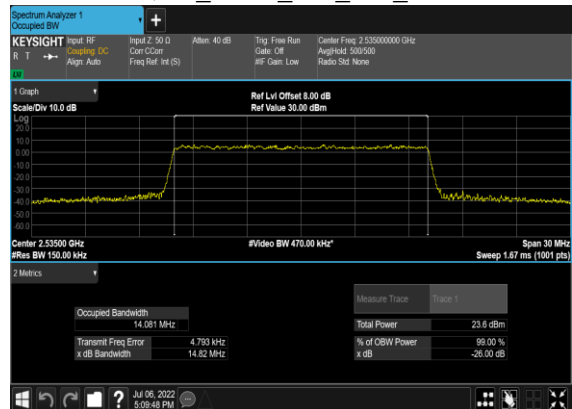 Spectrum Analyzer 1
Occupied BW
KEYSIGHT Input: RF Input Z: 50 Ω Atten: 40 dB Trig: Free Run Center Freq: 2.535000000 GHz
R T Coupling: DC Corr CCorr Gate: Off Avg|Hold: 500/500
Align: Auto Freq Ref: Int (S) #IF Gain: Low Radio Std: None
1 Graph
Ref Lvl Offset 8.00 dB
Scale/Div 10.0 dB Ref Value 30.00 dBm
Log
20.0
10.0
0.00
-10.0
-20.0
-30.0
-40.0
-50.0
-60.0
Center 2.53500 GHz #Video BW 470.00 kHz* Span 30 MHz
#Res BW 150.00 kHz Sweep 1.67 ms (1001 pts)
2 Metrics
Measure Trace Trace 1
Occupied Bandwidth
14.081 MHz Total Power 23.6 dBm
Transmit Freq Error 4.793 kHz % of OBW Power 99.00 %
x dB Bandwidth 14.82 MHz x dB -26.00 dB
?
Jul 06, 2022
5:09:48 PM